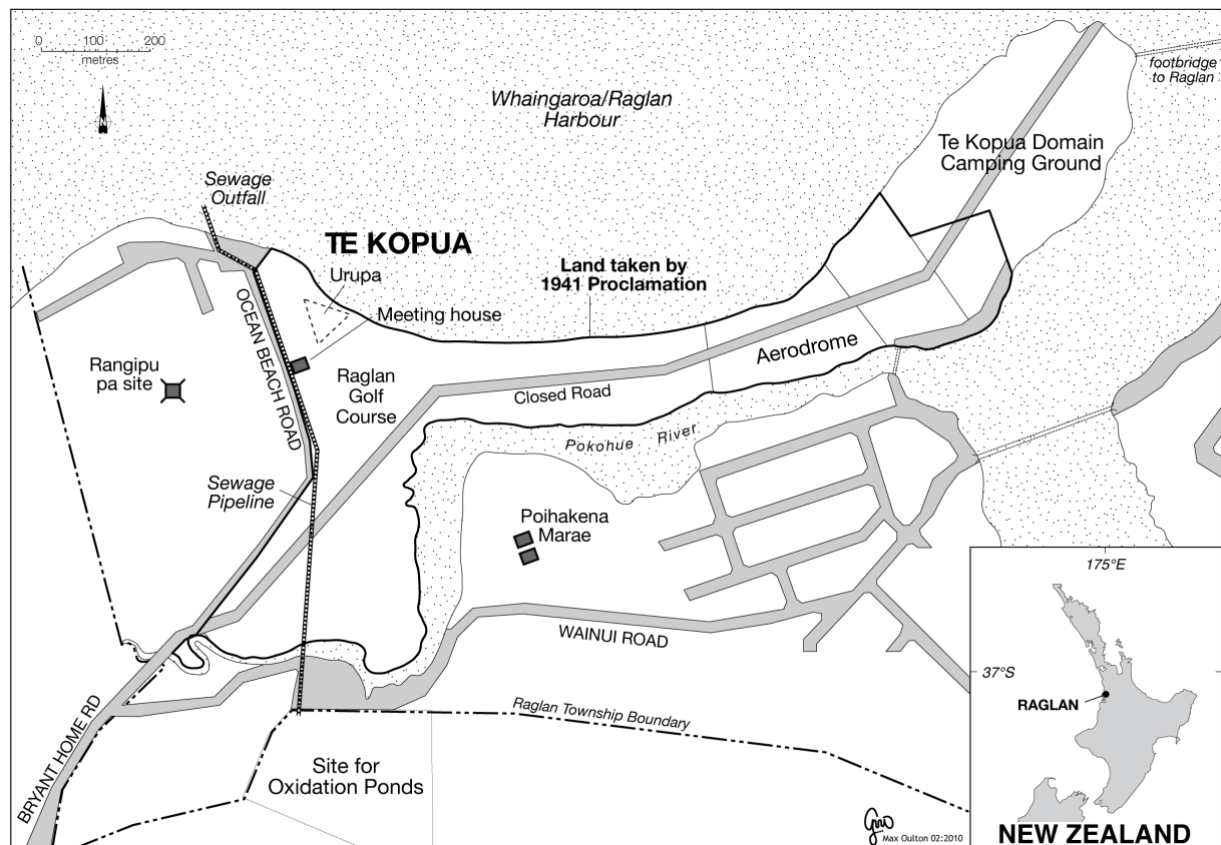 0 100 200
metres
N
Whaingaroa/Raglan
Harbour
footbridge
to Raglan
Te Kopua Domain
Camping Ground
Sewage
Outfall
TE KOPUA
Urupa
Land taken by
1941 Proclamation
Meeting house
OCEAN BEACH ROAD
Rangipu
pa site
Raglan
Golf
Course
Aerodrome
Closed Road
Pokohue River
Sewage
Pipeline
Poihakena
Marae
WAINUI ROAD
BRYANT HOME RD
Raglan Township Boundary
Site for
Oxidation Ponds
175°E
37°S
RAGLAN
NEW ZEALAND
Max Oulton 02:2010